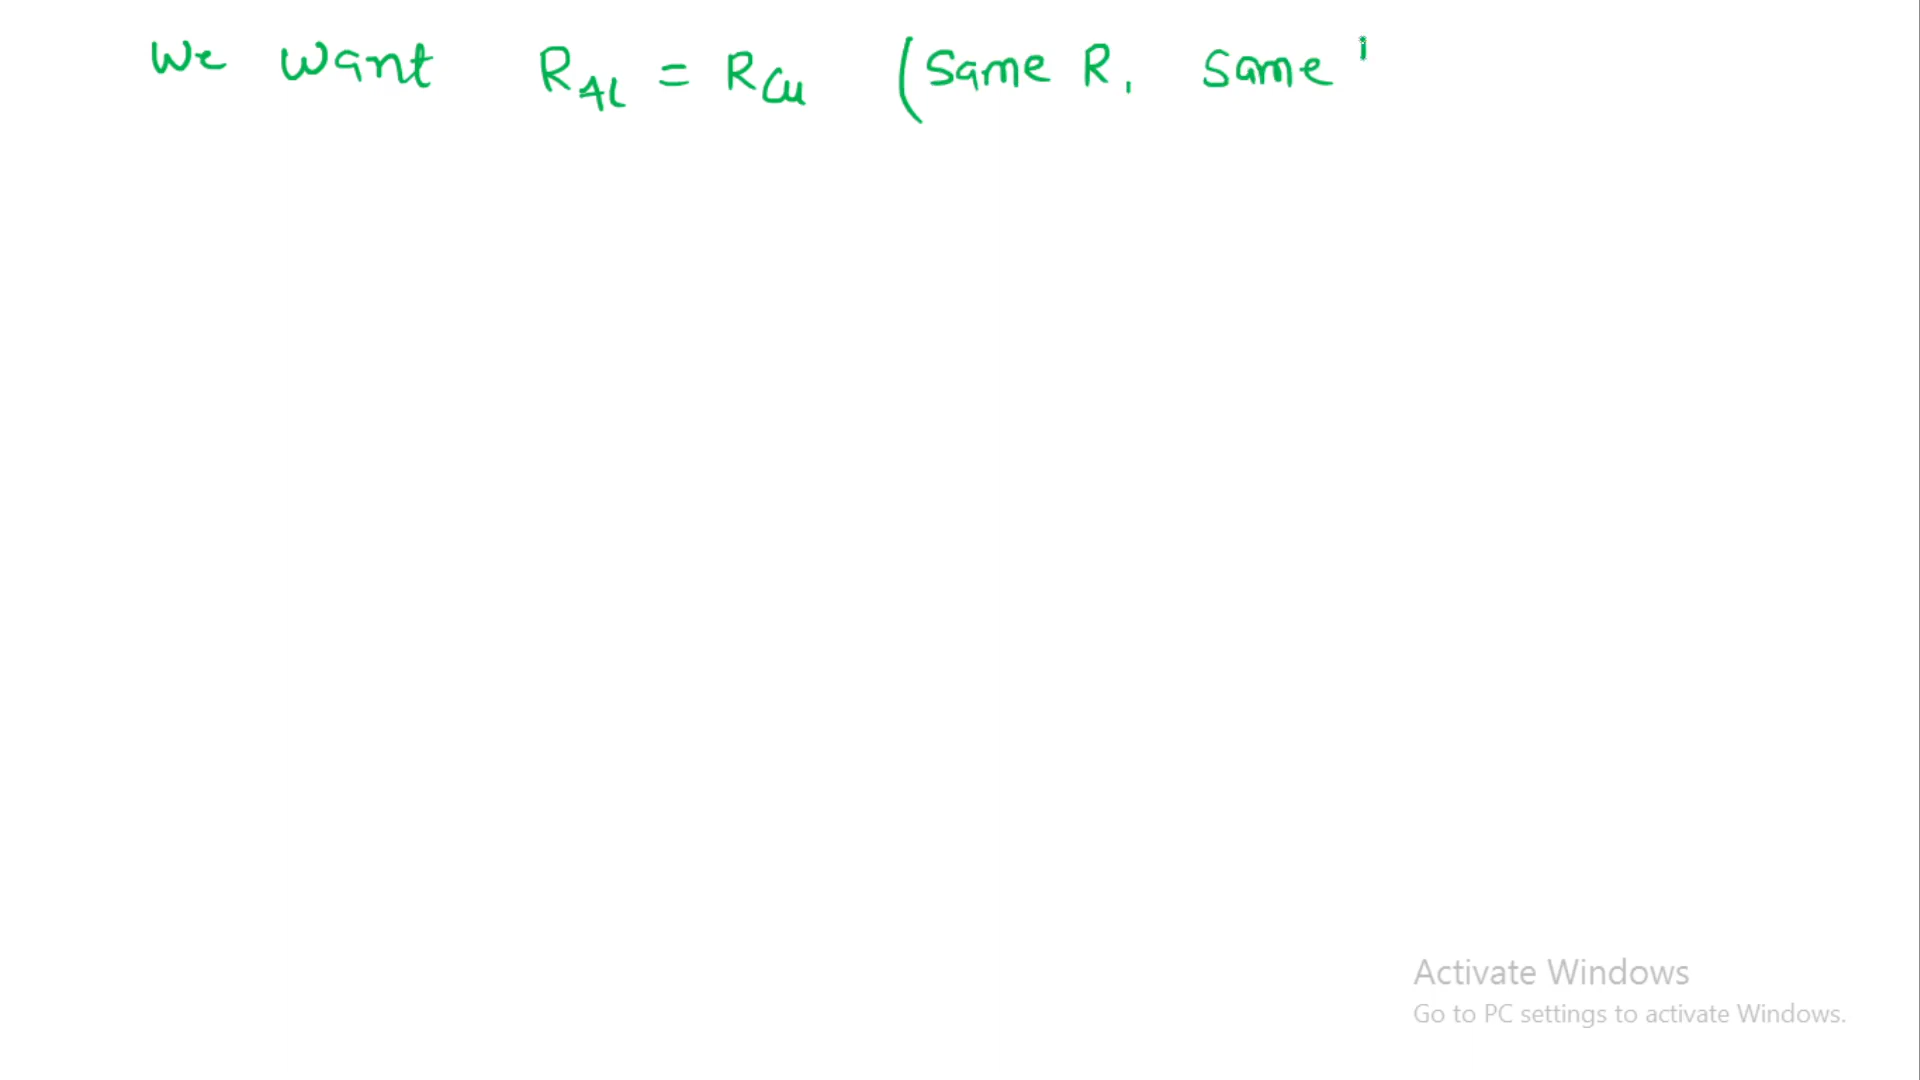 We want R_AL = R_Cu (Same R, Same
Activate Windows
Go to PC settings to activate Windows.